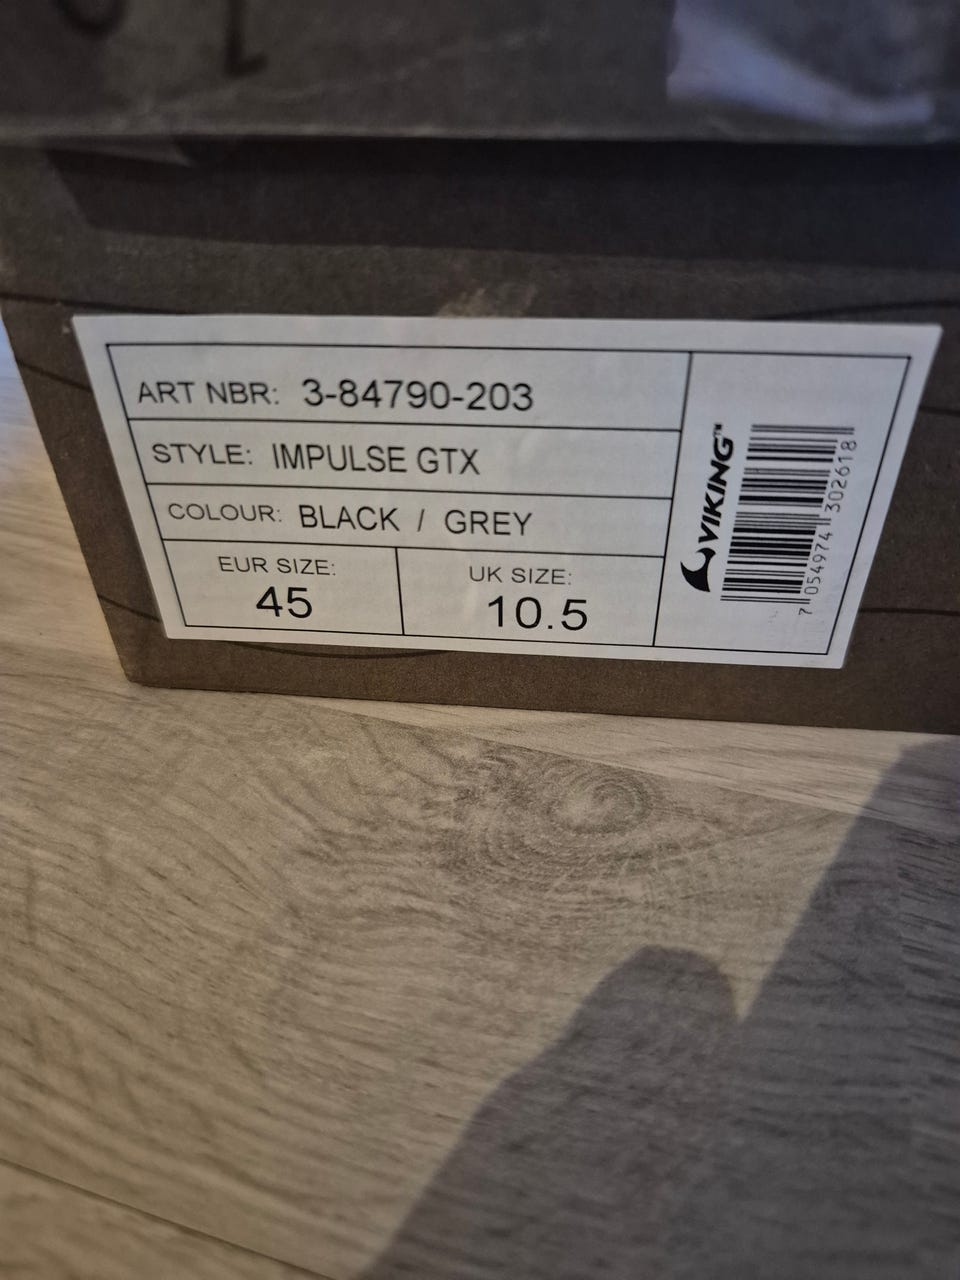 ART NBR: 3-84790-203
STYLE: IMPULSE GTX
COLOUR: BLACK / GREY
EUR SIZE:
45
UK SIZE:
10.5
VIKING™
7 054974 302618